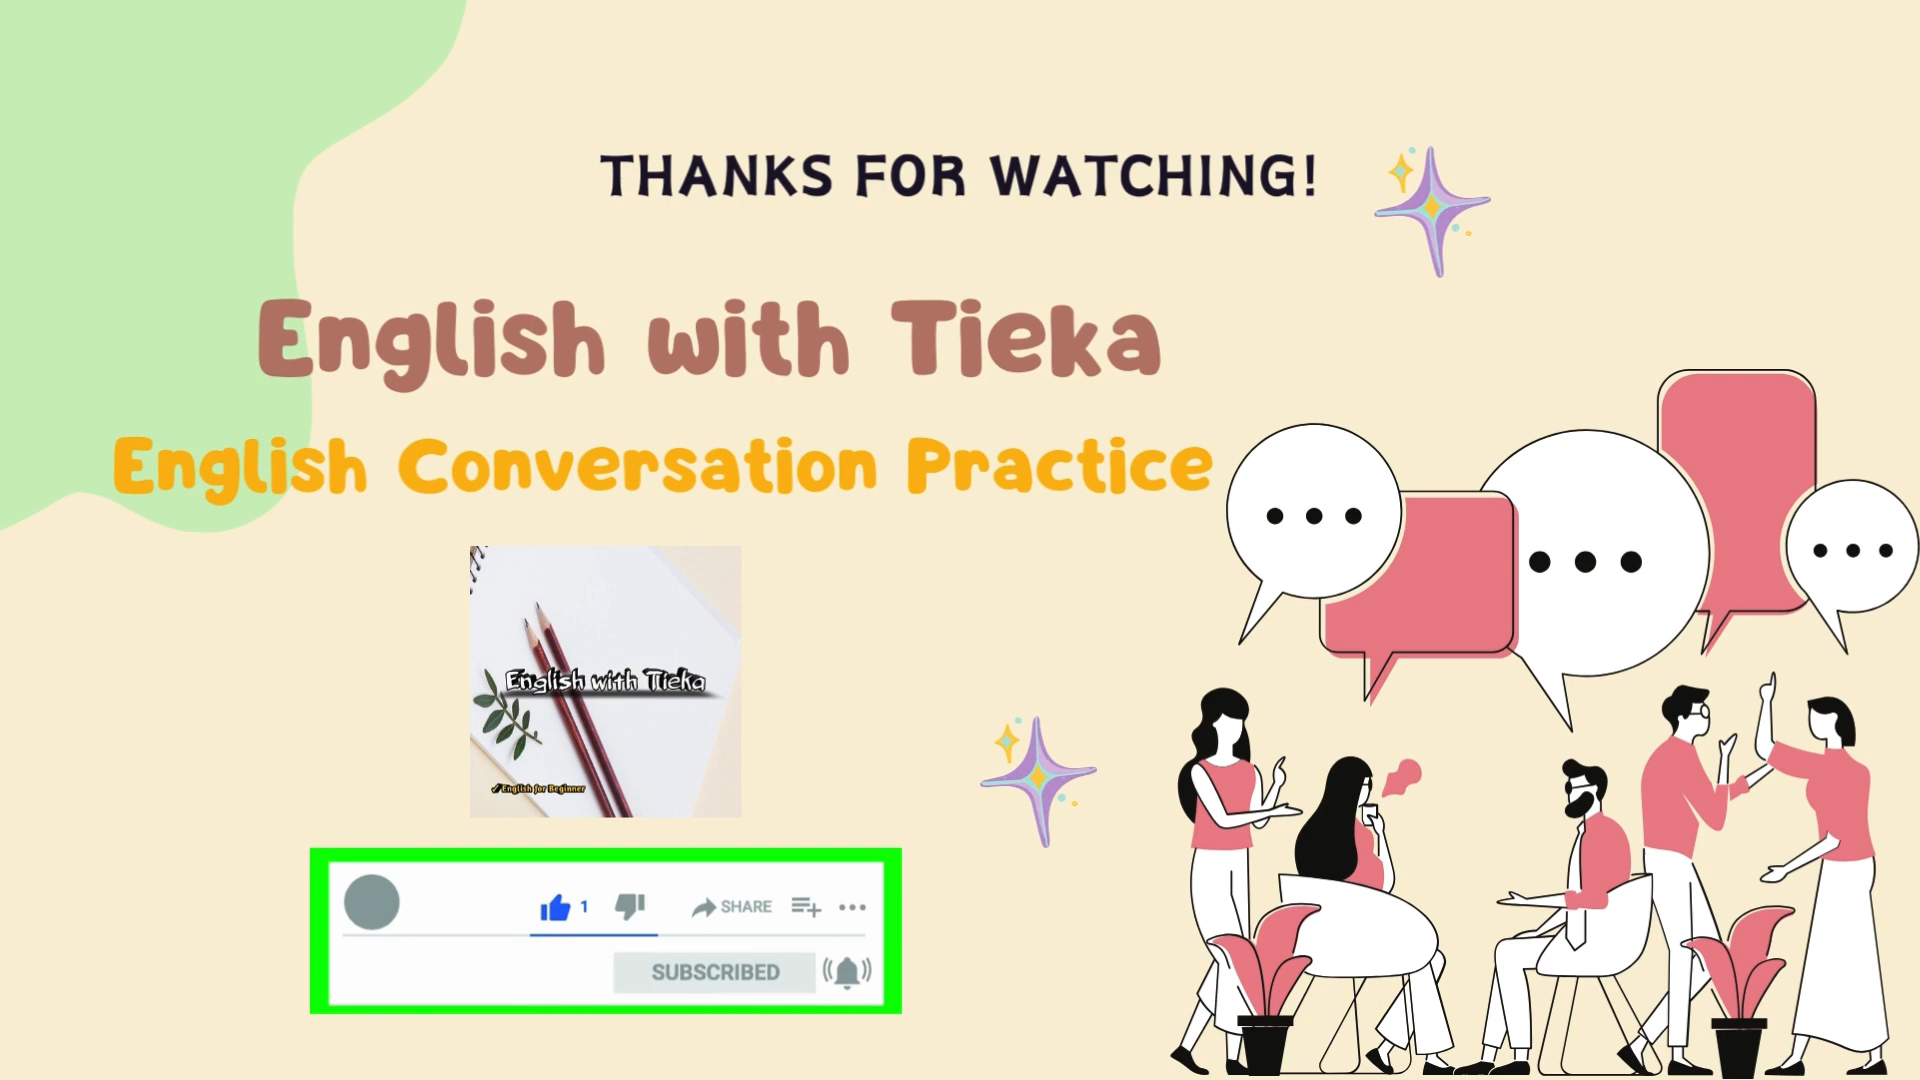 THANKS FOR WATCHING!
English with Tieka
English Conversation Practice
English with Tieka
✓English for Beginner
1
SHARE
SUBSCRIBED